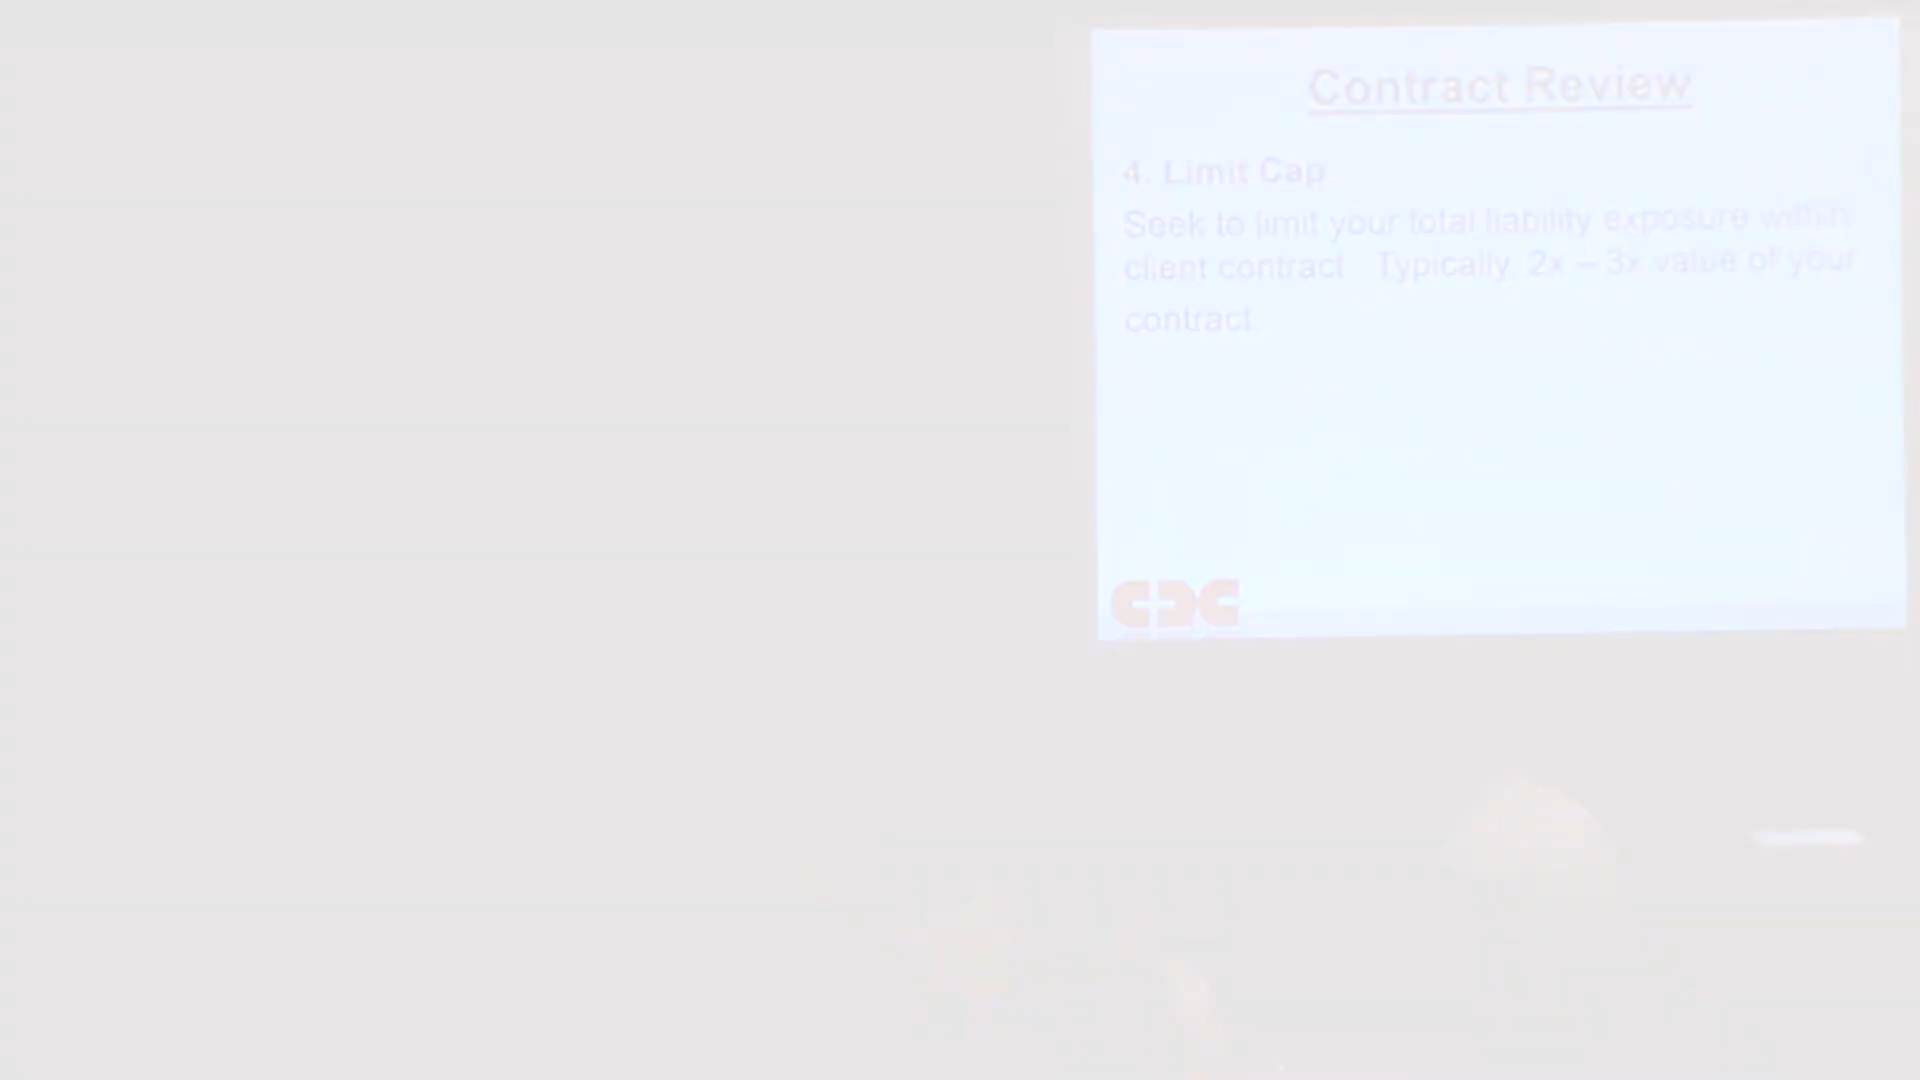 Contract Review
4. Limit Cap
Seek to limit your total liability exposure within
client contract. Typically, 2x – 3x value of your
contract.
CDC